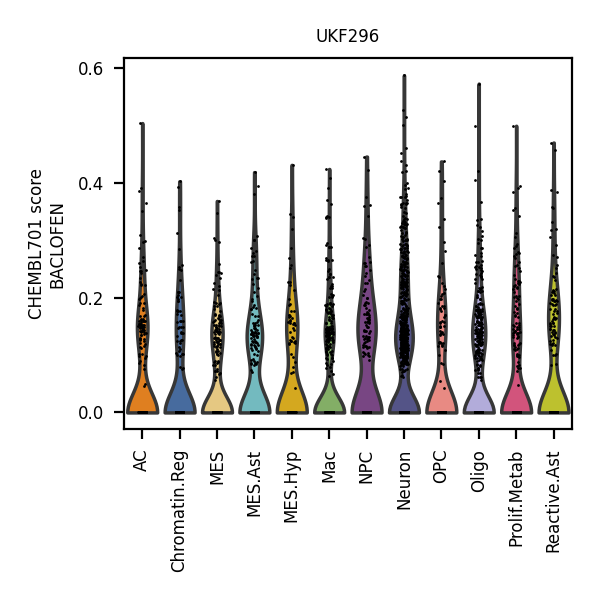 UKF296
CHEMBL701 score
BACLOFEN
0.6
0.4
0.2
0.0
AC
Chromatin.Reg
MES
MES.Ast
MES.Hyp
Mac
NPC
Neuron
OPC
Oligo
Prolif.Metab
Reactive.Ast